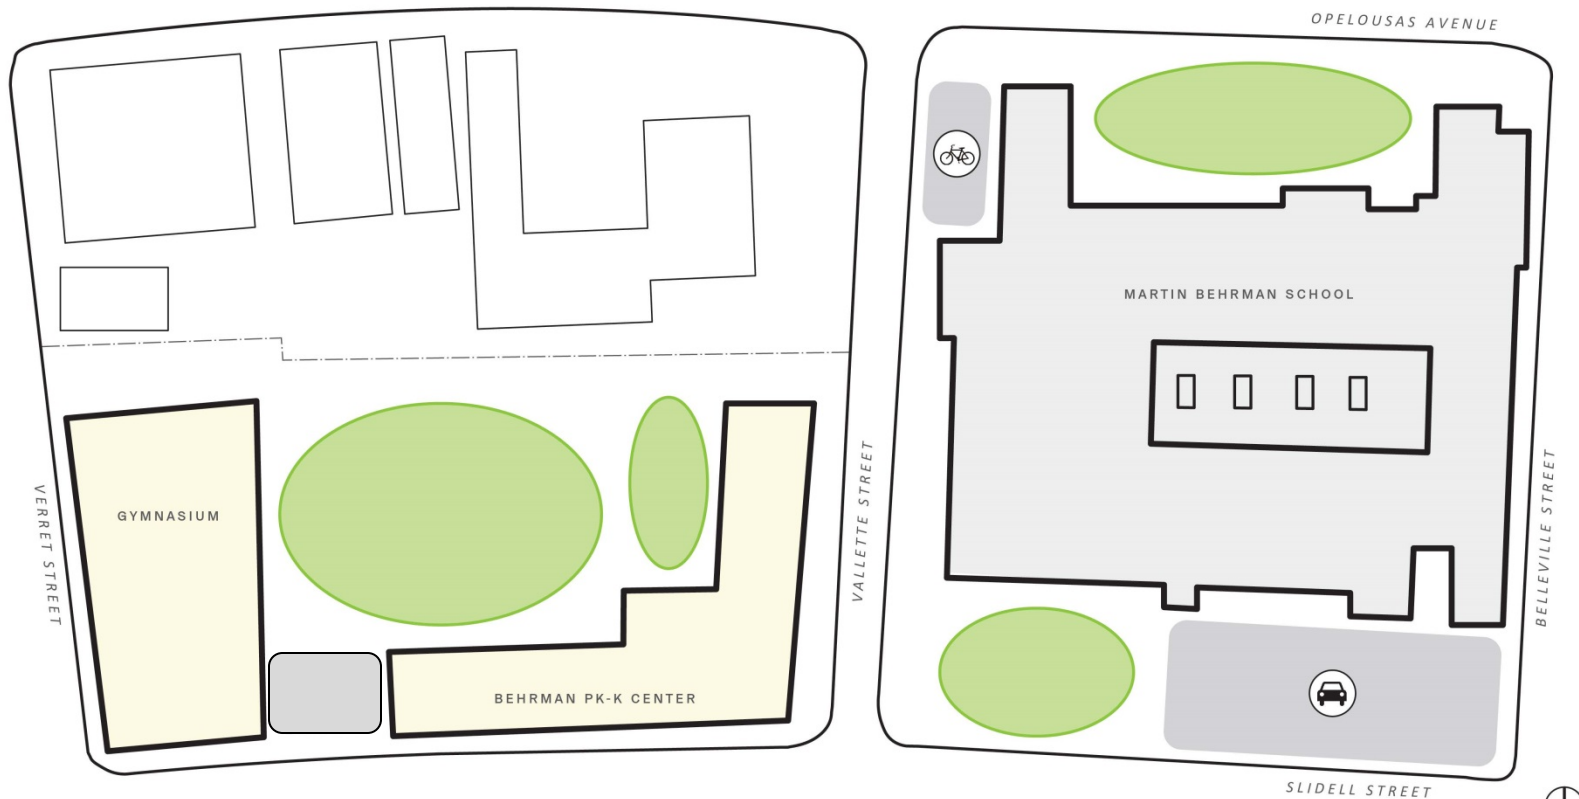 OPELOUSAS AVENUE
MARTIN BEHRMAN SCHOOL
GYMNASIUM
VERRET STREET
VALLETTE STREET
BELLEVILLE STREET
BEHRMAN PK-K CENTER
SLIDELL STREET